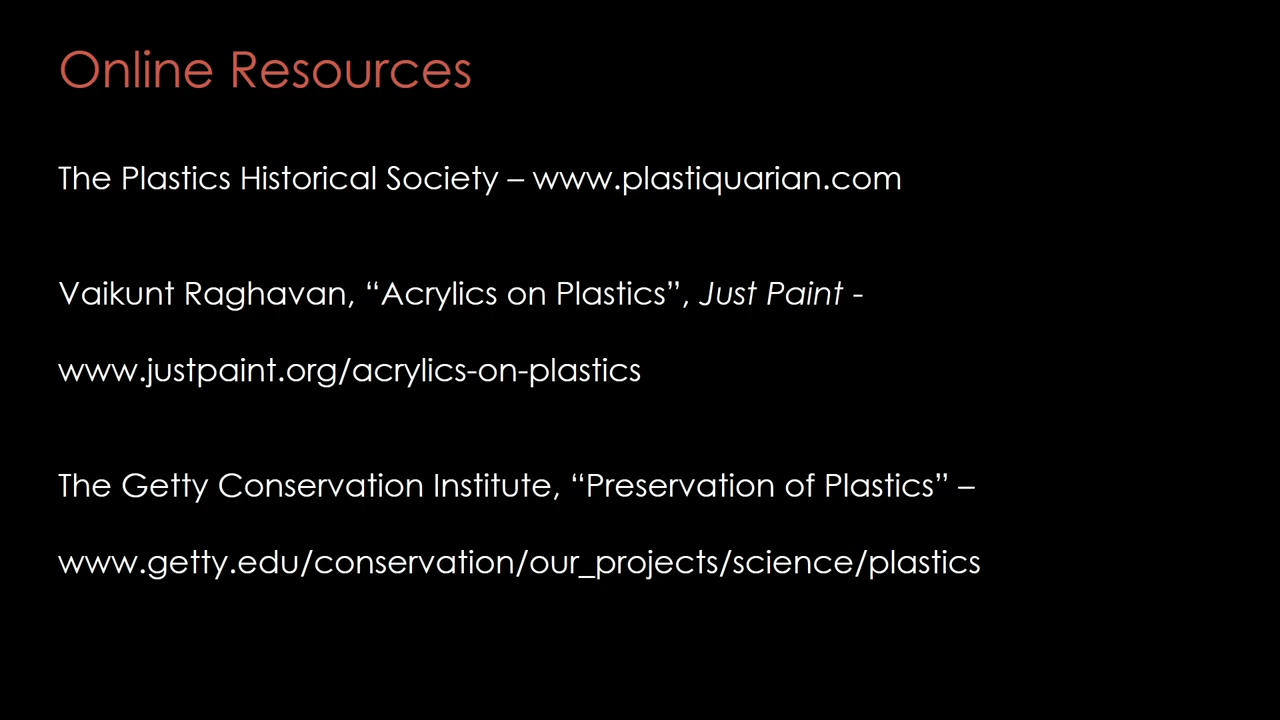 Online Resources
The Plastics Historical Society – www.plastiquarian.com
Vaikunt Raghavan, “Acrylics on Plastics”, Just Paint -
www.justpaint.org/acrylics-on-plastics
The Getty Conservation Institute, “Preservation of Plastics” –
www.getty.edu/conservation/our_projects/science/plastics